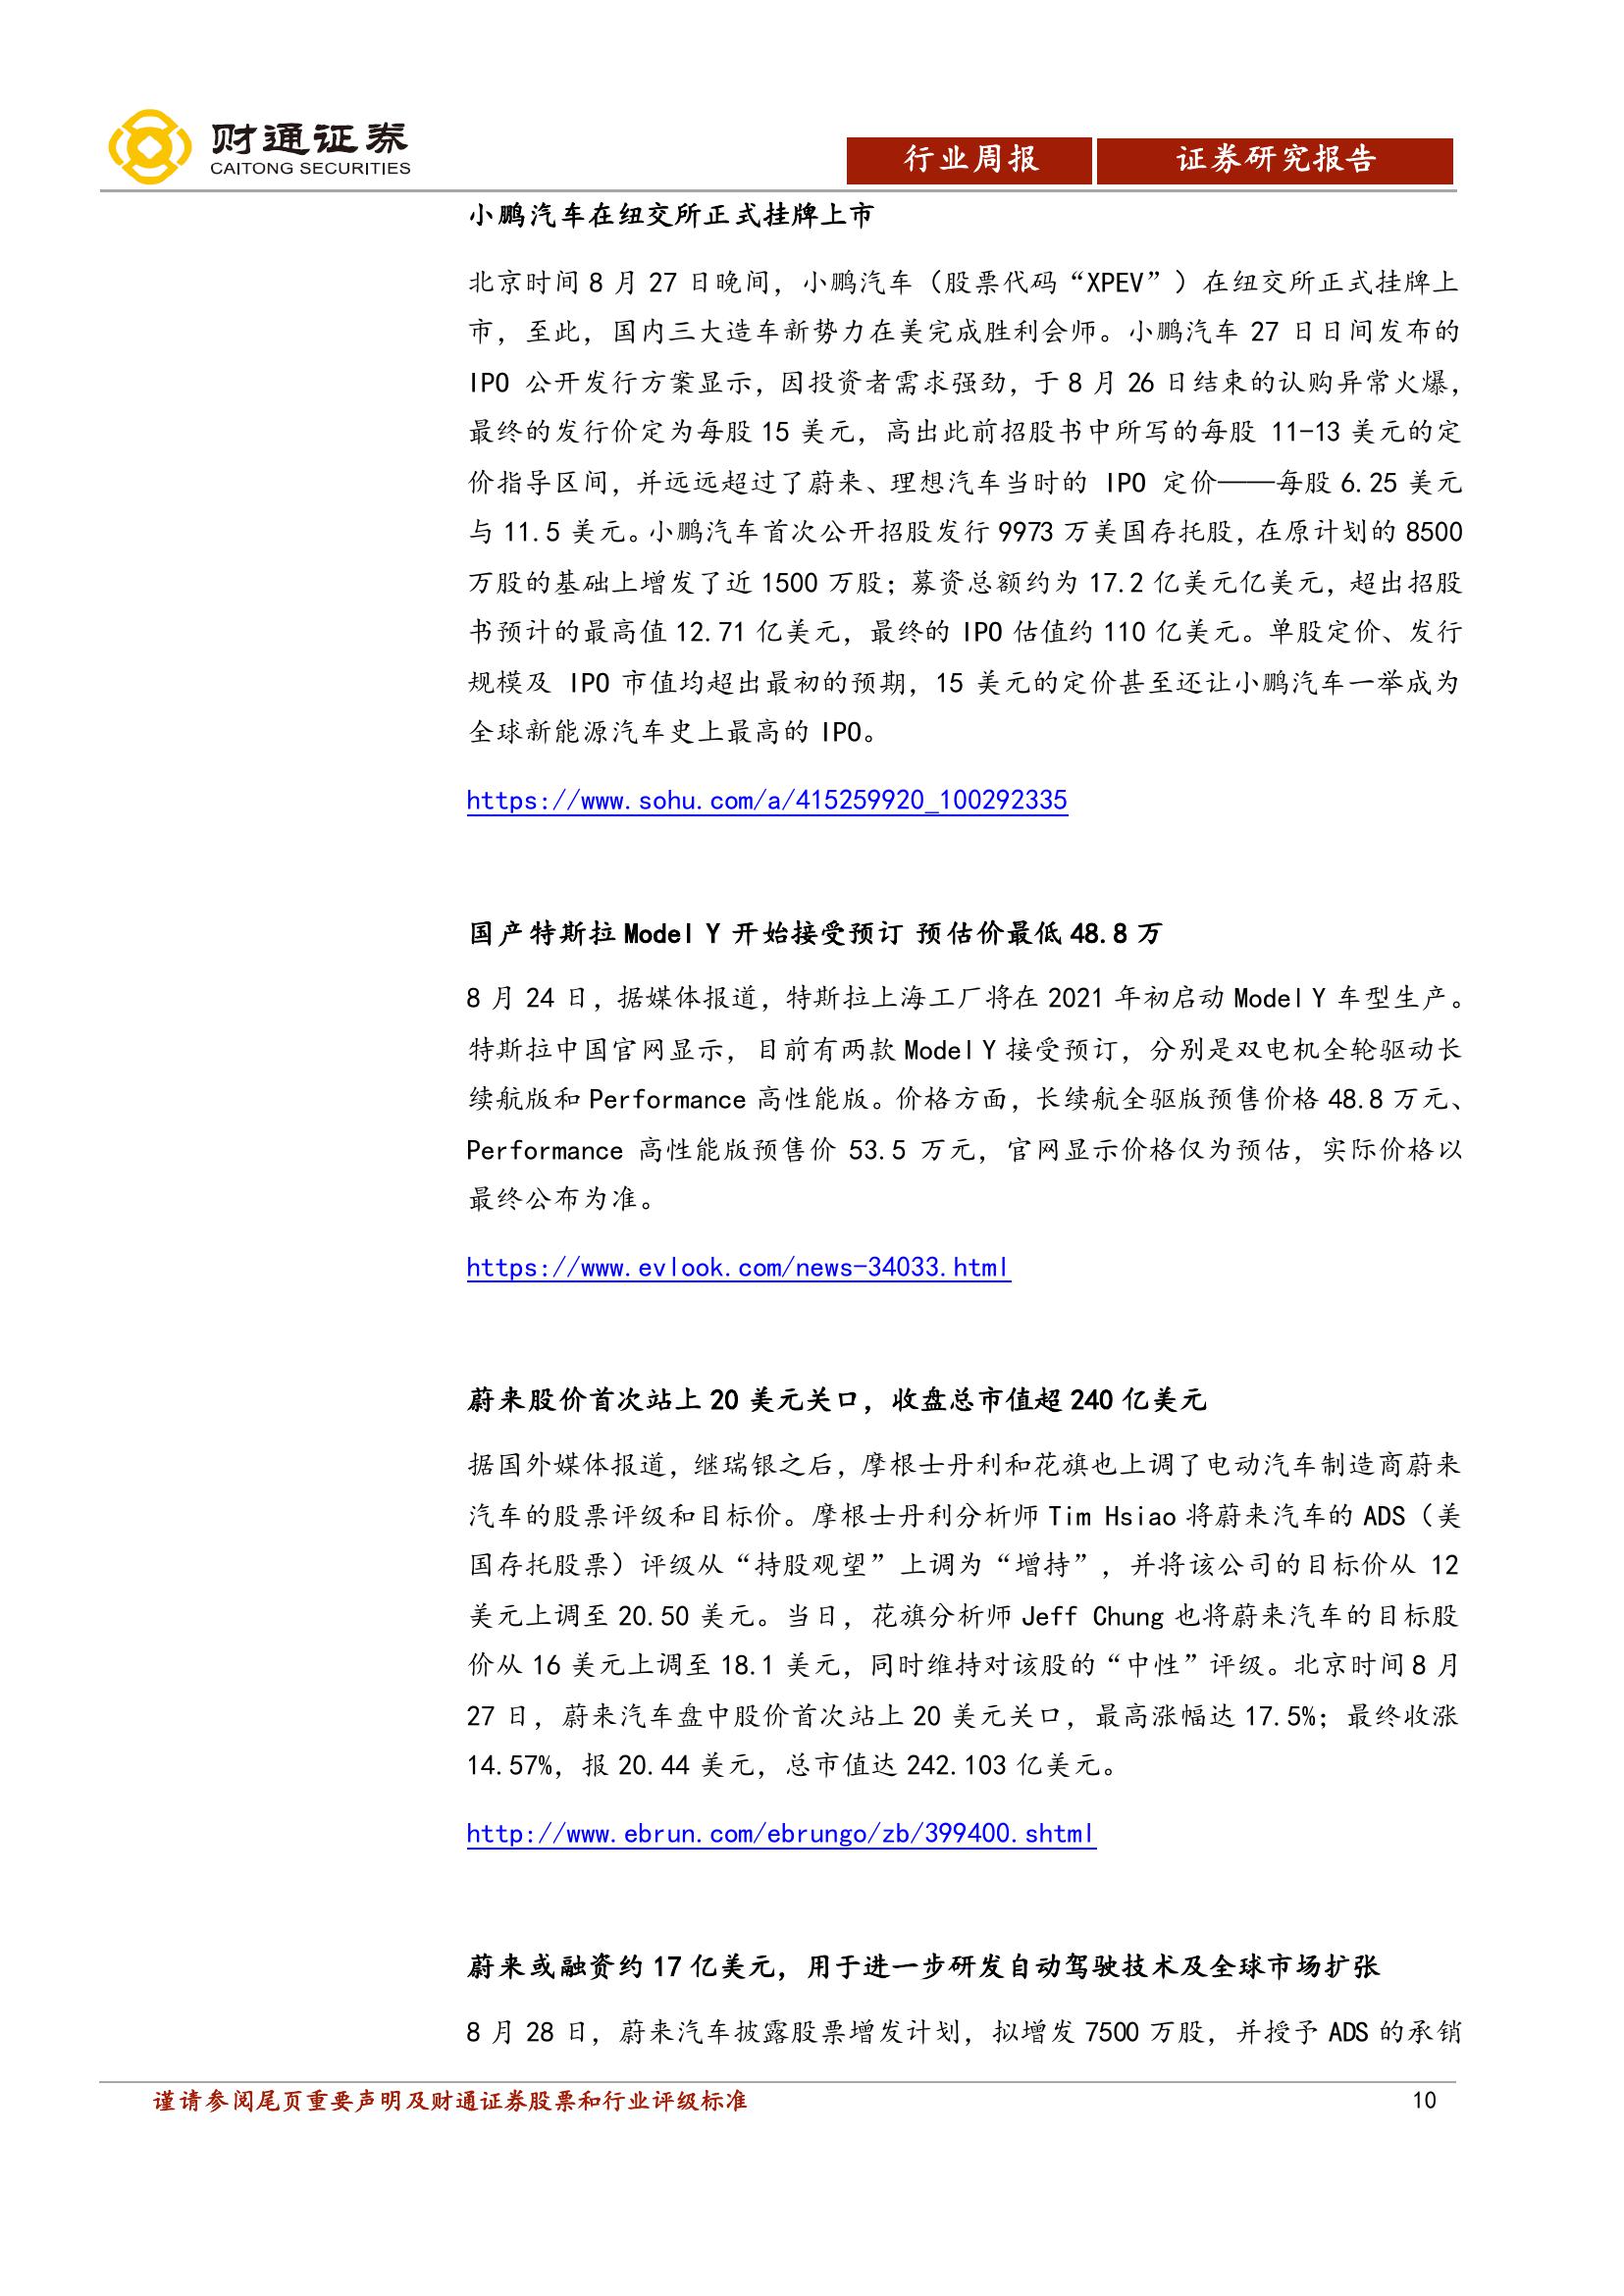 财通证券
CAITONG SECURITIES
行业周报
证券研究报告
小鹏汽车在纽交所正式挂牌上市
北京时间 8 月 27 日晚间，小鹏汽车（股票代码“XPEV”）在纽交所正式挂牌上
市，至此，国内三大造车新势力在美完成胜利会师。小鹏汽车 27 日日间发布的
IPO 公开发行方案显示，因投资者需求强劲，于 8 月 26 日结束的认购异常火爆，
最终的发行价定为每股 15 美元，高出此前招股书中所写的每股 11-13 美元的定
价指导区间，并远远超过了蔚来、理想汽车当时的 IPO 定价——每股 6.25 美元
与 11.5 美元。小鹏汽车首次公开招股发行 9973 万美国存托股，在原计划的 8500
万股的基础上增发了近 1500 万股；募资总额约为 17.2 亿美元亿美元，超出招股
书预计的最高值 12.71 亿美元，最终的 IPO 估值约 110 亿美元。单股定价、发行
规模及 IPO 市值均超出最初的预期，15 美元的定价甚至还让小鹏汽车一举成为
全球新能源汽车史上最高的 IPO。
https://www.sohu.com/a/415259920_100292335
国产特斯拉 Model Y 开始接受预订 预估价最低 48.8 万
8 月 24 日，据媒体报道，特斯拉上海工厂将在 2021 年初启动 Model Y 车型生产。
特斯拉中国官网显示，目前有两款 Model Y 接受预订，分别是双电机全轮驱动长
续航版和 Performance 高性能版。价格方面，长续航全驱版预售价格 48.8 万元、
Performance 高性能版预售价 53.5 万元，官网显示价格仅为预估，实际价格以
最终公布为准。
https://www.evlook.com/news-34033.html
蔚来股价首次站上 20 美元关口，收盘总市值超 240 亿美元
据国外媒体报道，继瑞银之后，摩根士丹利和花旗也上调了电动汽车制造商蔚来
汽车的股票评级和目标价。摩根士丹利分析师 Tim Hsiao 将蔚来汽车的 ADS（美
国存托股票）评级从“持股观望”上调为“增持”，并将该公司的目标价从 12
美元上调至 20.50 美元。当日，花旗分析师 Jeff Chung 也将蔚来汽车的目标股
价从 16 美元上调至 18.1 美元，同时维持对该股的“中性”评级。北京时间 8 月
27 日，蔚来汽车盘中股价首次站上 20 美元关口，最高涨幅达 17.5%；最终收涨
14.57%，报 20.44 美元，总市值达 242.103 亿美元。
http://www.ebrun.com/ebrungo/zb/399400.shtml
蔚来或融资约 17 亿美元，用于进一步研发自动驾驶技术及全球市场扩张
8 月 28 日，蔚来汽车披露股票增发计划，拟增发 7500 万股，并授予 ADS 的承销
谨请参阅尾页重要声明及财通证券股票和行业评级标准
10